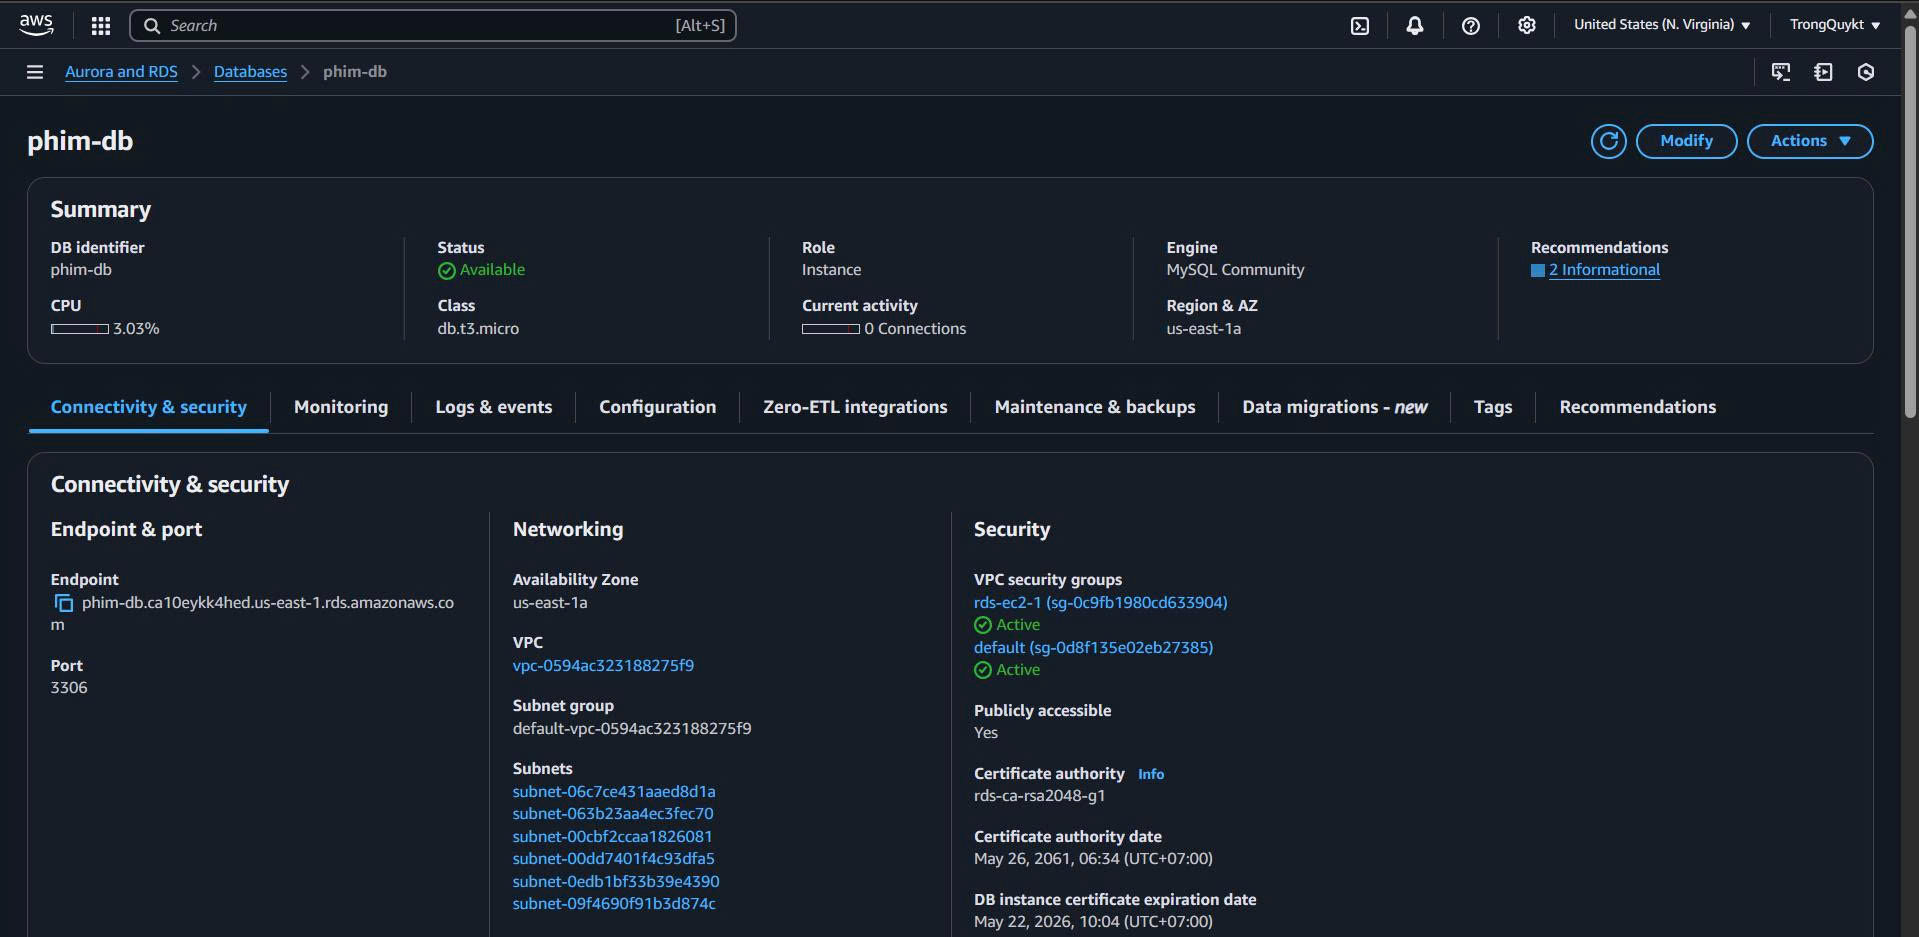 aws
Search [Alt+S]
United States (N. Virginia)
TrongQuykt
Aurora and RDS
Databases
phim-db
phim-db
Modify
Actions
Summary
DB identifier
phim-db
CPU
3.03%
Status
Available
Class
db.t3.micro
Role
Instance
Current activity
0 Connections
Engine
MySQL Community
Region & AZ
us-east-1a
Recommendations
2 Informational
Connectivity & security
Monitoring
Logs & events
Configuration
Zero-ETL integrations
Maintenance & backups
Data migrations - new
Tags
Recommendations
Connectivity & security
Endpoint & port
Endpoint
phim-db.ca10eykk4hed.us-east-1.rds.amazonaws.co
m
Port
3306
Networking
Availability Zone
us-east-1a
VPC
vpc-0594ac323188275f9
Subnet group
default-vpc-0594ac323188275f9
Subnets
subnet-06c7ce431aaed8d1a
subnet-063b23aa4ec3fec70
subnet-00cbf2ccaa1826081
subnet-00dd7401f4c93dfa5
subnet-0edb1bf33b39e4390
subnet-09f4690f91b3d874c
Security
VPC security groups
rds-ec2-1 (sg-0c9fb1980cd633904)
Active
default (sg-0d8f135e02eb27385)
Active
Publicly accessible
Yes
Certificate authority Info
rds-ca-rsa2048-g1
Certificate authority date
May 26, 2061, 06:34 (UTC+07:00)
DB instance certificate expiration date
May 22, 2026, 10:04 (UTC+07:00)